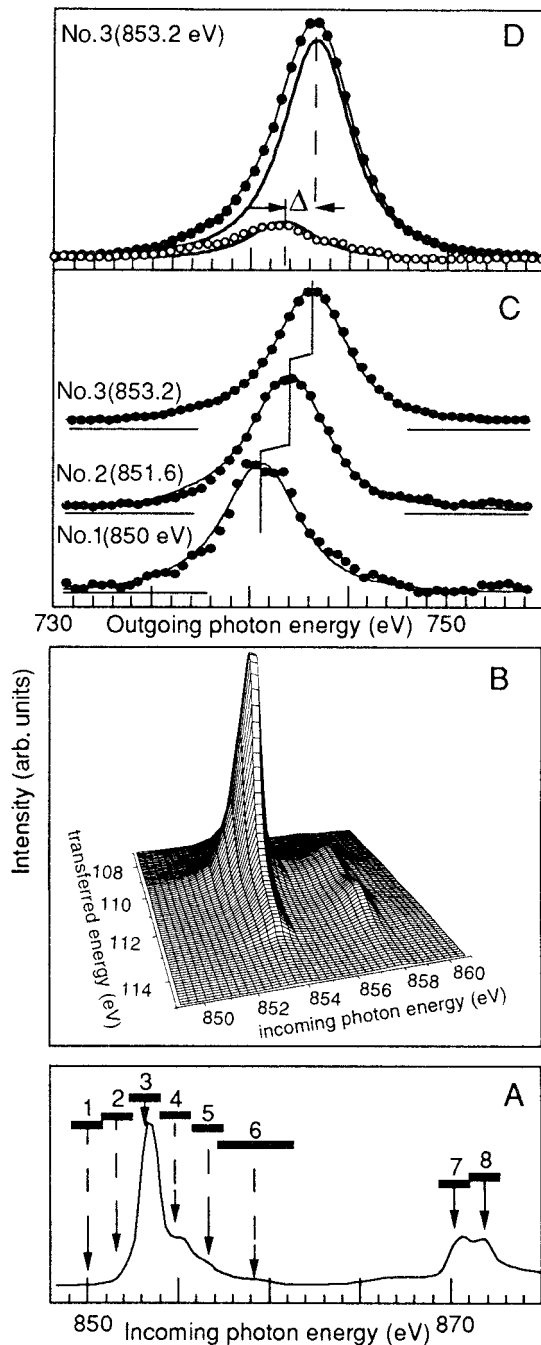 No.3(853.2 eV)
D
Δ
C
No.3(853.2)
No.2(851.6)
No.1(850 eV)
730 Outgoing photon energy (eV) 750
Intensity (arb. units)
B
transferred energy (eV)
108
110
112
114
850 852 854 856 858 860
incoming photon energy (eV)
A
1 2 3 4 5 6 7 8
850 870
Incoming photon energy (eV)